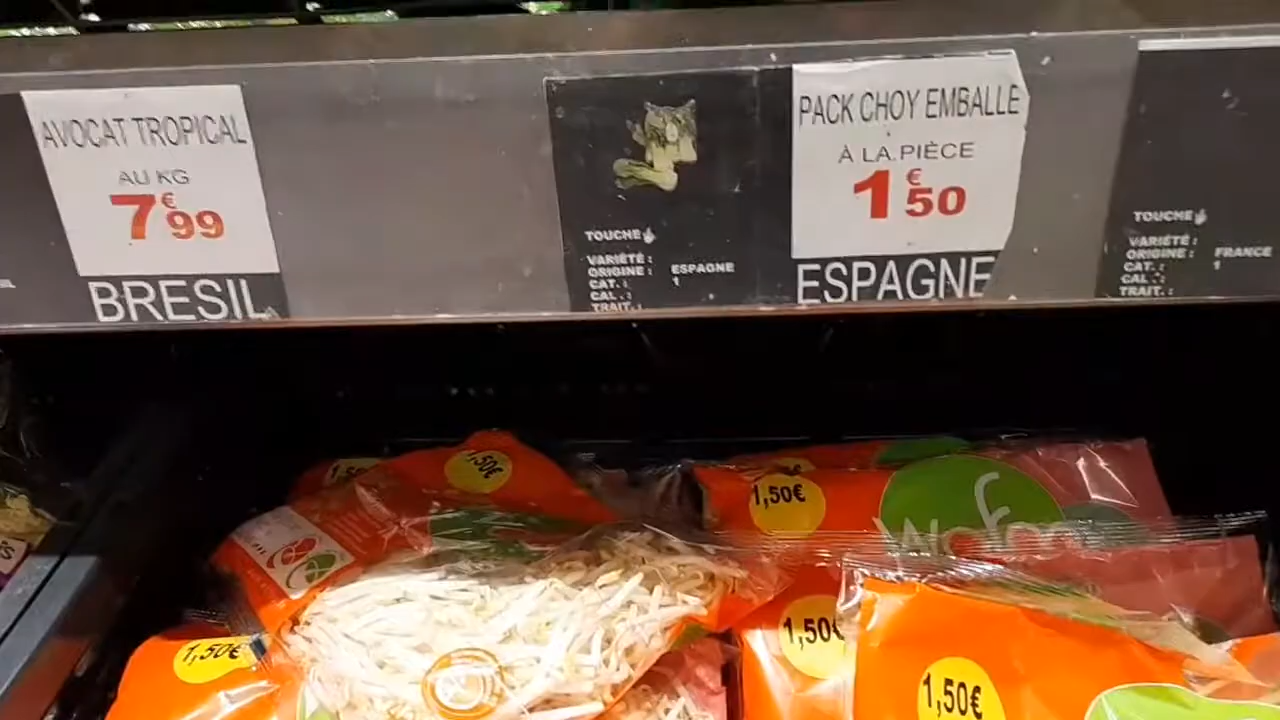 AVOCAT TROPICAL
AU KG
7€99
BRESIL
TOUCHE
VARIÉTÉ :
ORIGINE : ESPAGNE
CAT. : 1
CAL. :
TRAIT. :
PACK CHOY EMBALLE
À LA PIÈCE
1€50
ESPAGNE
TOUCHE
VARIÉTÉ :
ORIGINE : FRANCE
CAT. : 1
CAL. :
TRAIT. :
1,50€
1,50€
1,50€
1,50€
1,50€
1,50€